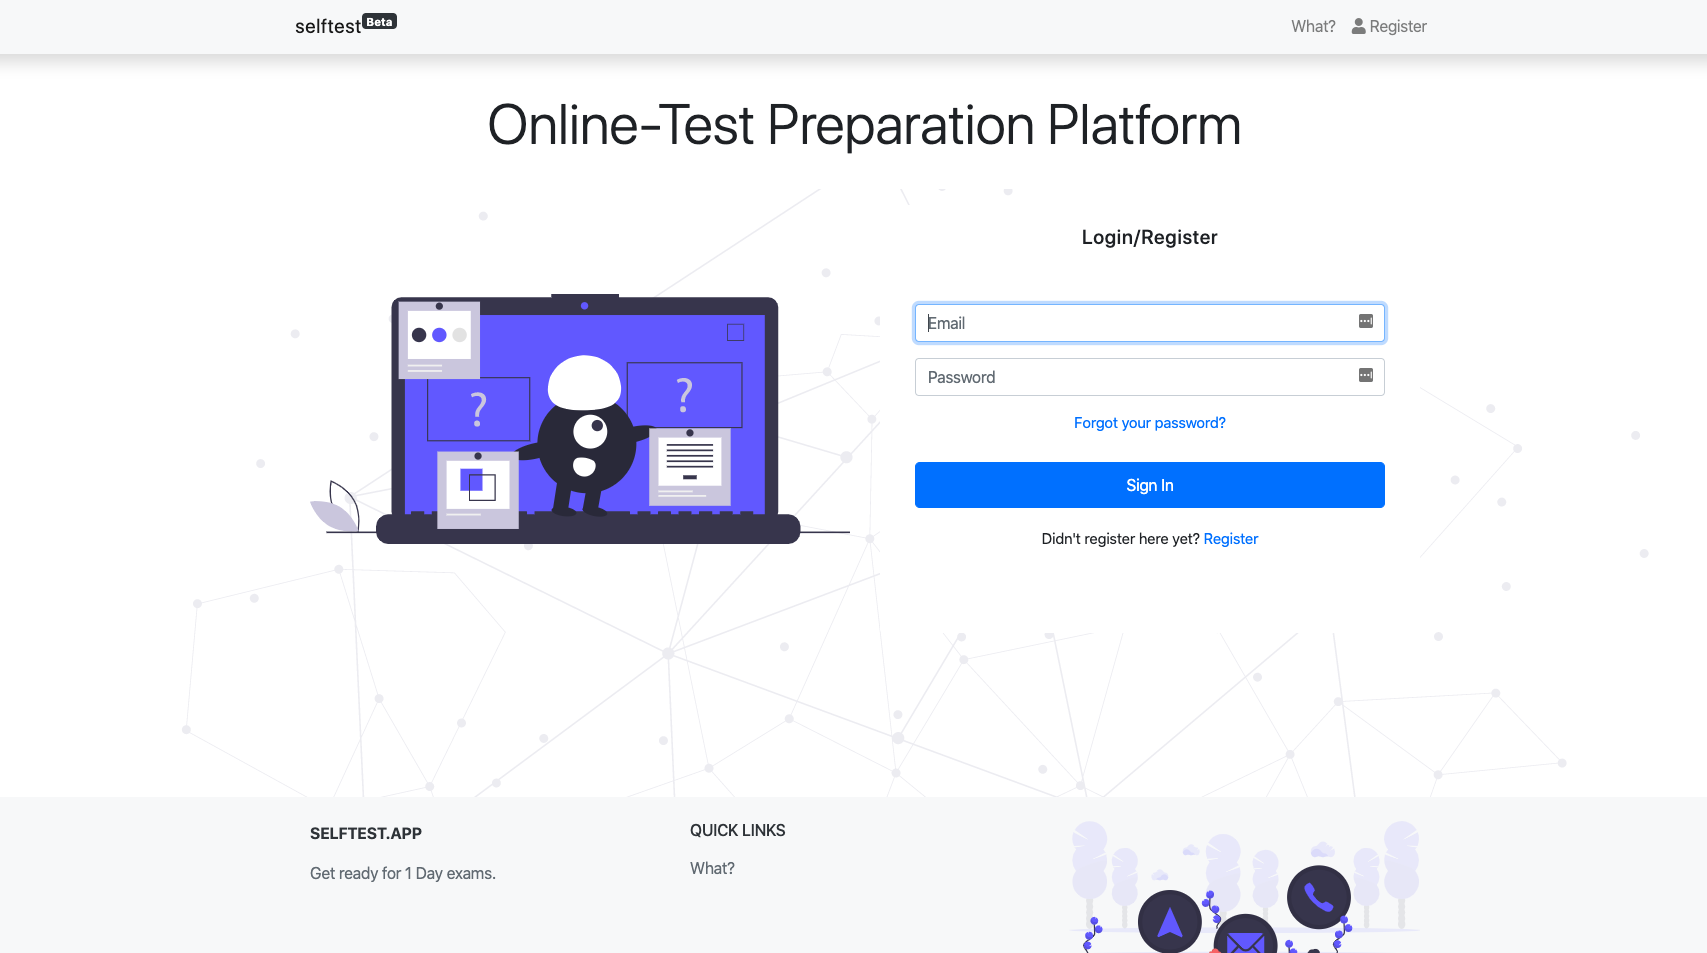 selftest Beta
What? Register
Online-Test Preparation Platform
Login/Register
Email
Password
Forgot your password?
Sign In
Didn't register here yet? Register
? ?
SELFTEST.APP
Get ready for 1 Day exams.
QUICK LINKS
What?